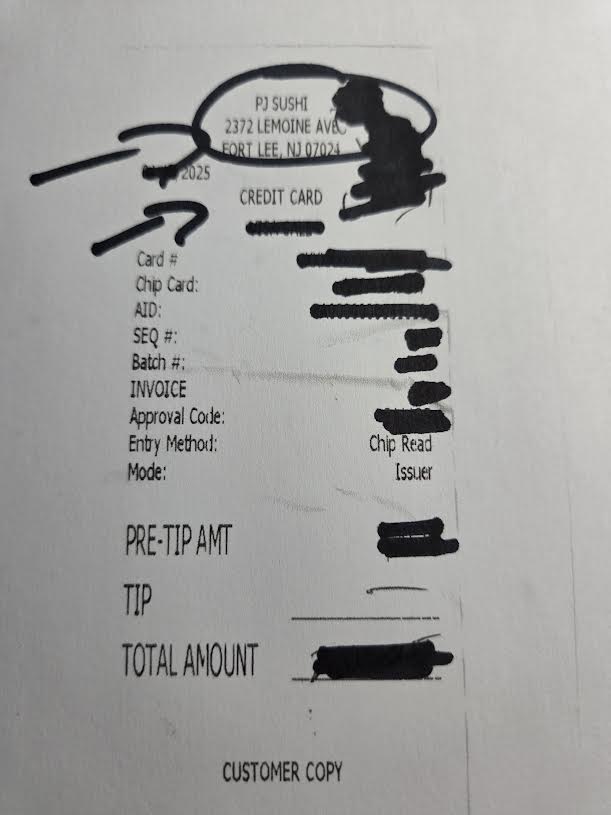 PJ SUSHI
2372 LEMOINE AVE
FORT LEE, NJ 07024
2025
CREDIT CARD
Card #
Chip Card:
AID:
SEQ #:
Batch #:
INVOICE
Approval Code:
Entry Method: Chip Read
Mode: Issuer
PRE-TIP AMT
TIP
TOTAL AMOUNT
CUSTOMER COPY